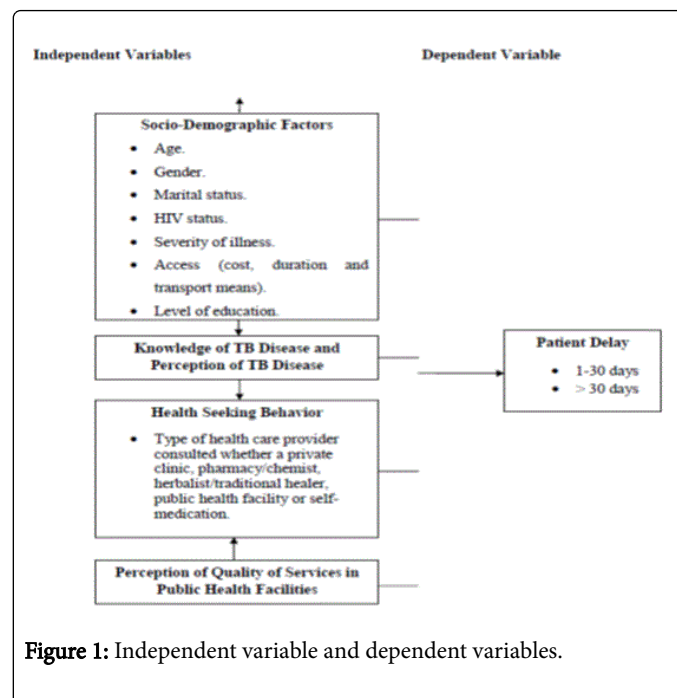 Independent Variables Dependent Variable
Socio-Demographic Factors
• Age.
• Gender.
• Marital status.
• HIV status.
• Severity of illness.
• Access (cost, duration and
transport means).
• Level of education.
Knowledge of TB Disease and
Perception of TB Disease
Patient Delay
• 1-30 days
• > 30 days
Health Seeking Behavior
• Type of health care provider
consulted whether a private
clinic, pharmacy/chemist,
herbalist/traditional healer,
public health facility or self-
medication.
Perception of Quality of Services in
Public Health Facilities
Figure 1: Independent variable and dependent variables.